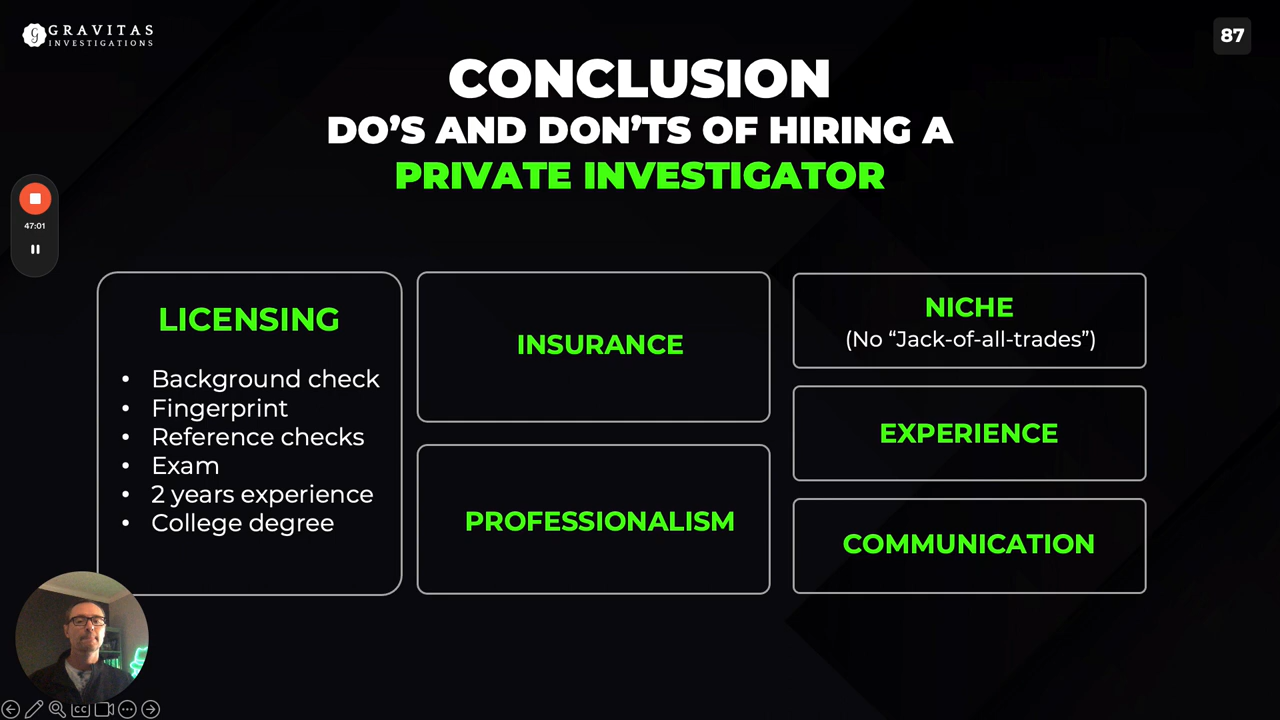 GRAVITAS
INVESTIGATIONS
87
CONCLUSION
DO’S AND DON’TS OF HIRING A
PRIVATE INVESTIGATOR
47:01
LICENSING
• Background check
• Fingerprint
• Reference checks
• Exam
• 2 years experience
• College degree
INSURANCE
PROFESSIONALISM
NICHE
(No “Jack-of-all-trades”)
EXPERIENCE
COMMUNICATION
CC